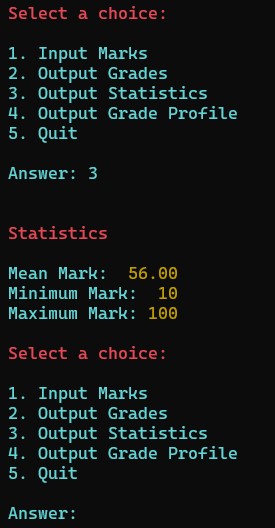 Select a choice:
1. Input Marks
2. Output Grades
3. Output Statistics
4. Output Grade Profile
5. Quit
Answer: 3
Statistics
Mean Mark:  56.00
Minimum Mark:  10
Maximum Mark: 100
Select a choice:
1. Input Marks
2. Output Grades
3. Output Statistics
4. Output Grade Profile
5. Quit
Answer: